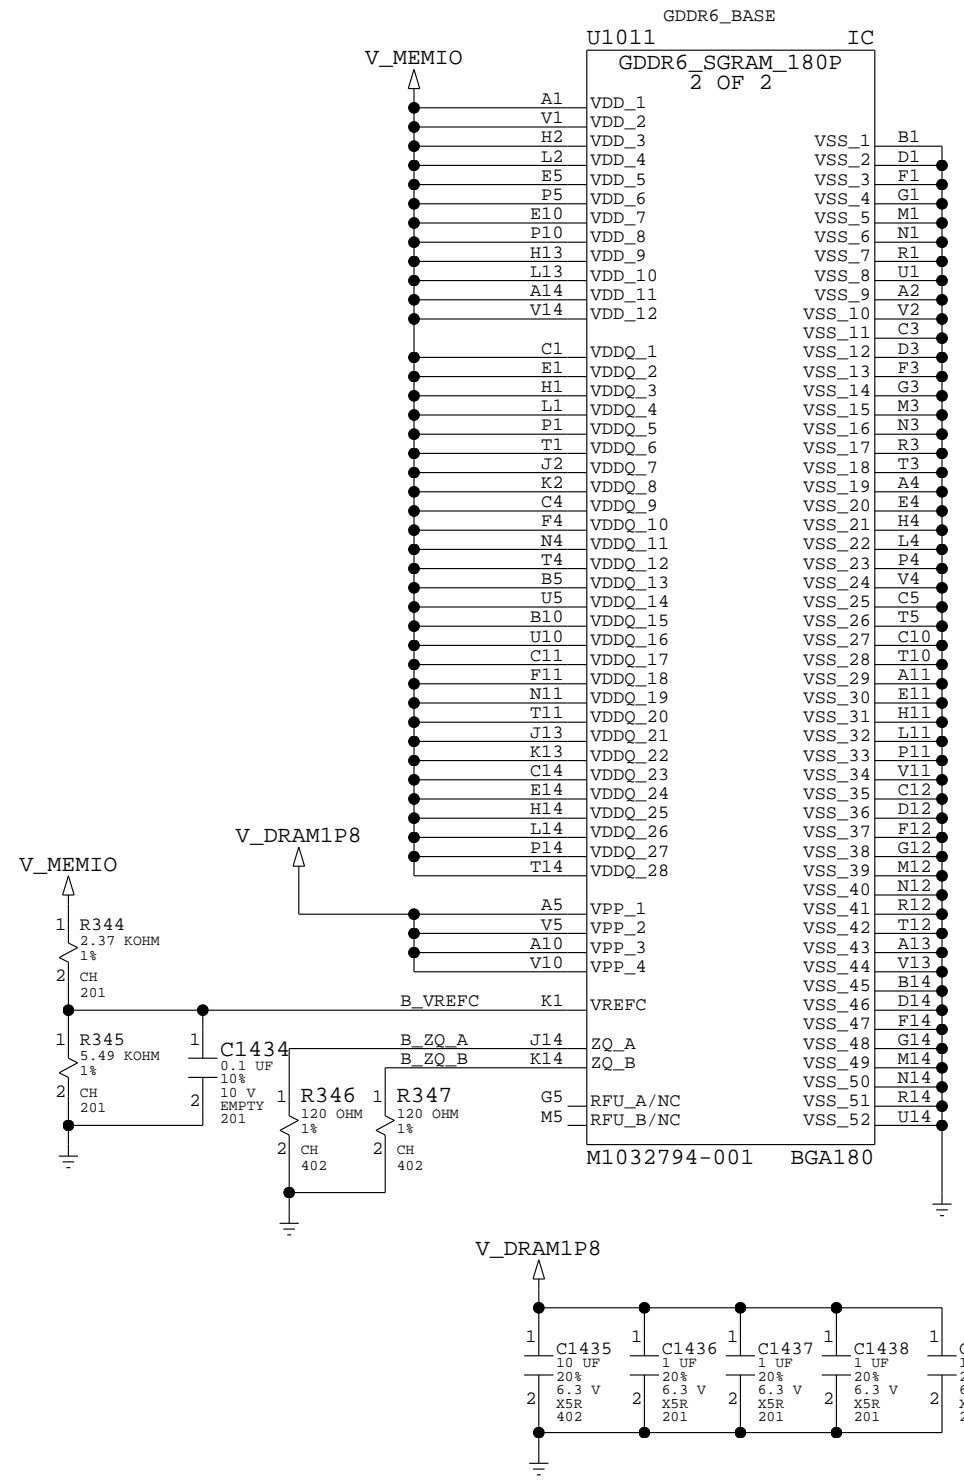 GDDR6_BASE
U1011 IC
GDDR6_SGRAM_180P
2 OF 2
V_MEMIO
A1 VDD_1
V1 VDD_2
H2 VDD_3 VSS_1 B1
L2 VDD_4 VSS_2 D1
E5 VDD_5 VSS_3 F1
P5 VDD_6 VSS_4 G1
E10 VDD_7 VSS_5 M1
P10 VDD_8 VSS_6 N1
H13 VDD_9 VSS_7 R1
L13 VDD_10 VSS_8 U1
A14 VDD_11 VSS_9 A2
V14 VDD_12 VSS_10 V2
VSS_11 C3
C1 VDDQ_1 VSS_12 D3
E1 VDDQ_2 VSS_13 F3
H1 VDDQ_3 VSS_14 G3
L1 VDDQ_4 VSS_15 M3
P1 VDDQ_5 VSS_16 N3
T1 VDDQ_6 VSS_17 R3
J2 VDDQ_7 VSS_18 T3
K2 VDDQ_8 VSS_19 A4
C4 VDDQ_9 VSS_20 E4
F4 VDDQ_10 VSS_21 H4
N4 VDDQ_11 VSS_22 L4
T4 VDDQ_12 VSS_23 P4
B5 VDDQ_13 VSS_24 V4
U5 VDDQ_14 VSS_25 C5
B10 VDDQ_15 VSS_26 T5
U10 VDDQ_16 VSS_27 C10
C11 VDDQ_17 VSS_28 T10
F11 VDDQ_18 VSS_29 A11
N11 VDDQ_19 VSS_30 E11
T11 VDDQ_20 VSS_31 H11
J13 VDDQ_21 VSS_32 L11
K13 VDDQ_22 VSS_33 P11
C14 VDDQ_23 VSS_34 V11
E14 VDDQ_24 VSS_35 C12
H14 VDDQ_25 VSS_36 D12
L14 VDDQ_26 VSS_37 F12
P14 VDDQ_27 VSS_38 G12
T14 VDDQ_28 VSS_39 M12
VSS_40 N12
V_DRAM1P8
A5 VPP_1 VSS_41 R12
V5 VPP_2 VSS_42 T12
A10 VPP_3 VSS_43 A13
V10 VPP_4 VSS_44 V13
VSS_45 B14
B_VREFC K1 VREFC VSS_46 D14
VSS_47 F14
B_ZQ_A J14 ZQ_A VSS_48 G14
B_ZQ_B K14 ZQ_B VSS_49 M14
VSS_50 N14
G5 RFU_A/NC VSS_51 R14
M5 RFU_B/NC VSS_52 U14
M1032794-001 BGA180
V_MEMIO
1 R344
2.37 KOHM
1%
2 CH
201
1 R345
5.49 KOHM
1%
2 CH
201
1 C1434
0.1 UF
10%
10 V
2 EMPTY
201
1 R346
120 OHM
1%
2 CH
402
1 R347
120 OHM
1%
2 CH
402
V_DRAM1P8
1 C1435
10 UF
20%
6.3 V
2 X5R
402
1 C1436
1 UF
20%
6.3 V
2 X5R
201
1 C1437
1 UF
20%
6.3 V
2 X5R
201
1 C1438
1 UF
20%
6.3 V
2 X5R
201
1
2